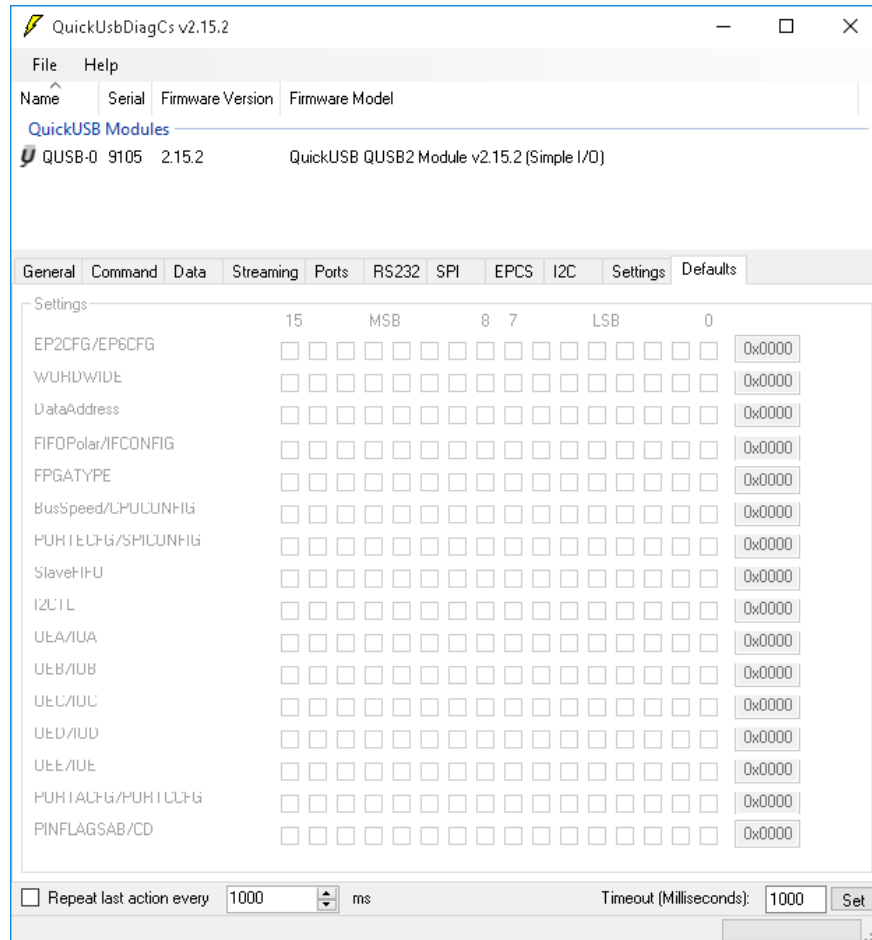 QuickUsbDiagCs v2.15.2
File Help
Name Serial Firmware Version Firmware Model
QuickUSB Modules
QUSB-0 9105 2.15.2 QuickUSB QUSB2 Module v2.15.2 (Simple I/O)
General Command Data Streaming Ports RS232 SPI EPCS I2C Settings Defaults
Settings
15 MSB 8 7 LSB 0
EP2CFG/EP6CFG 0x0000
WORDWIDE 0x0000
DataAddress 0x0000
FIFOPolar/IFCONFIG 0x0000
FPGATYPE 0x0000
BusSpeed/CPUCONFIG 0x0000
PORTECFG/SPICONFIG 0x0000
SlaveFIFO 0x0000
I2CTL 0x0000
OEA/IOA 0x0000
OEB/IOB 0x0000
OEC/IOC 0x0000
OED/IOD 0x0000
OEE/IOE 0x0000
PORTACFG/PORTCCFG 0x0000
PINFLAGSAB/CD 0x0000
Repeat last action every 1000 ms Timeout (Milliseconds): 1000 Set